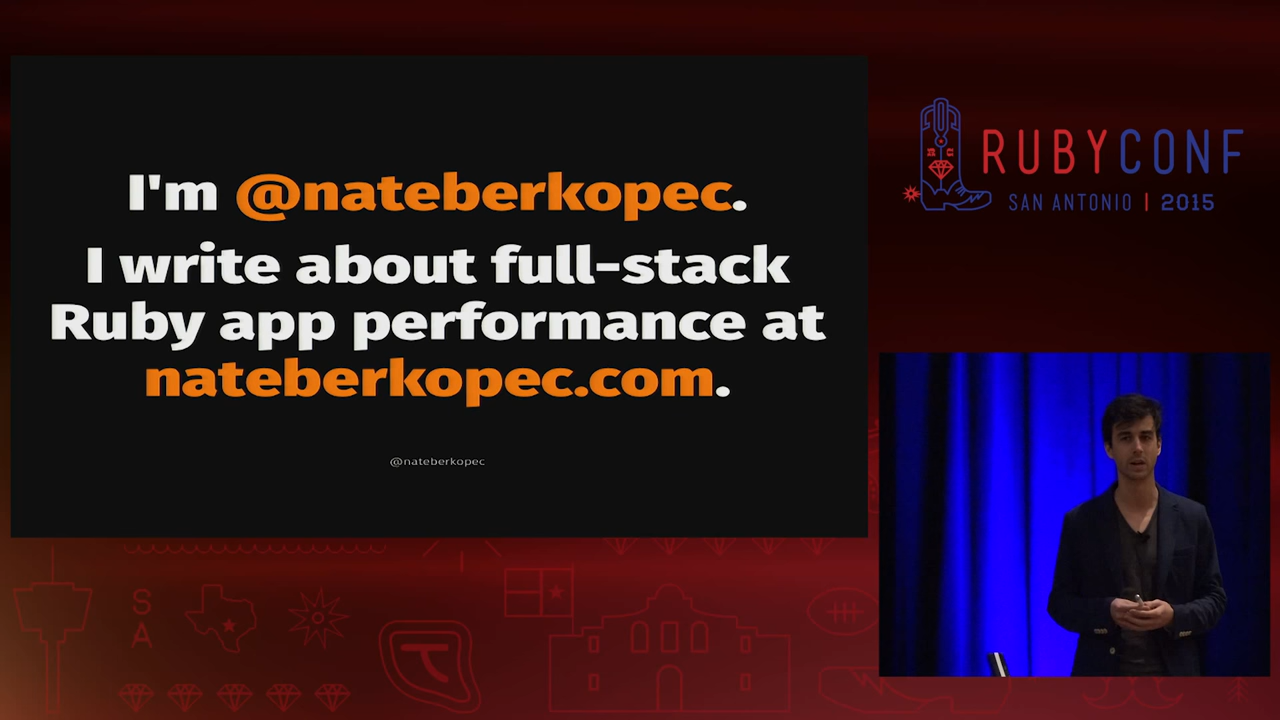 I'm @nateberkopec.
I write about full-stack
Ruby app performance at
nateberkopec.com.
@nateberkopec
RUBYCONF
SAN ANTONIO | 2015
S
A